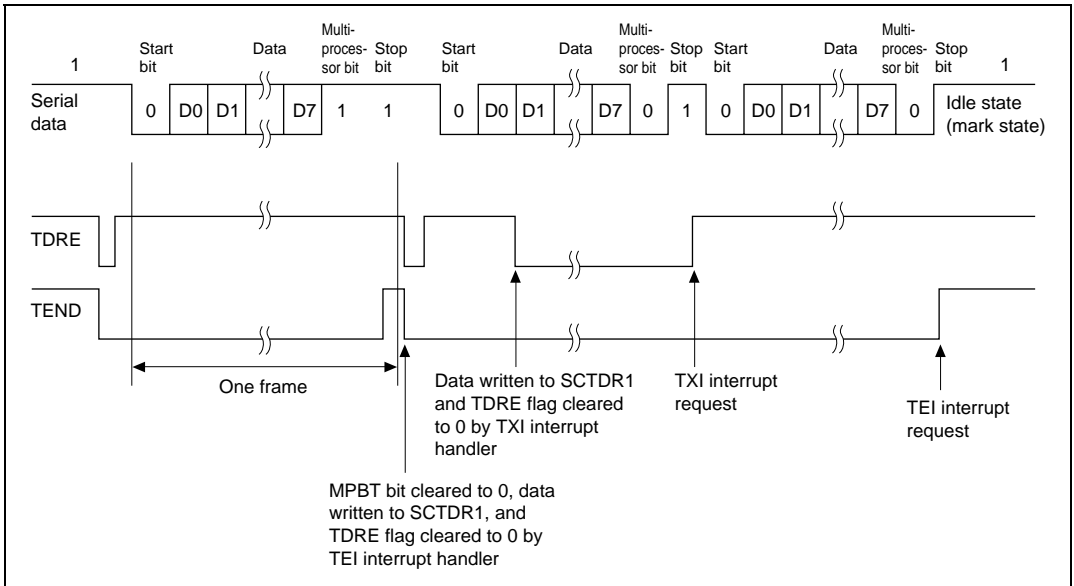 1
Start
bit
Data
Multi-
proces-
sor bit
Stop
bit
Start
bit
Data
Multi-
proces-
sor bit
Stop
bit
Start
bit
Data
Multi-
proces-
sor bit
Stop
bit
1
Serial
data
0 D0 D1 D7 1 1 0 D0 D1 D7 0 1 0 D0 D1 D7 0
Idle state
(mark state)
TDRE
TEND
One frame
Data written to SCTDR1
and TDRE flag cleared
to 0 by TXI interrupt
handler
TXI interrupt
request
TEI interrupt
request
MPBT bit cleared to 0, data
written to SCTDR1, and
TDRE flag cleared to 0 by
TEI interrupt handler